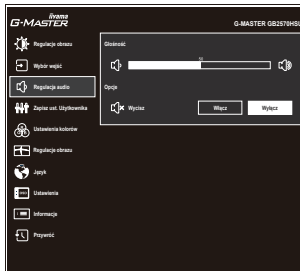 iiyama
G-MASTER
G-MASTER GB2570HSU
Regulacje obrazu
Głośność
50
Wybór wejść
Regulacja audio
Opcje
Zapisz ust. Użytkownika
Wycisz
Włącz
Wyłącz
Ustawienia kolorów
Regulacje obrazu
Język
Ustawienia
Informacje
Przywróć